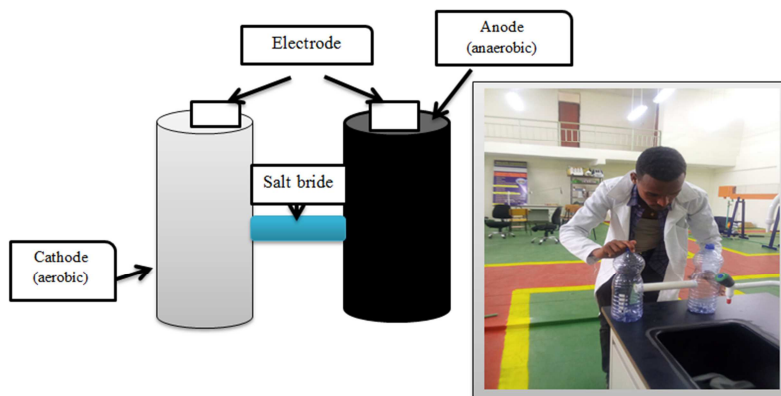 Electrode
Anode
(anaerobic)
Salt bride
Cathode
(aerobic)